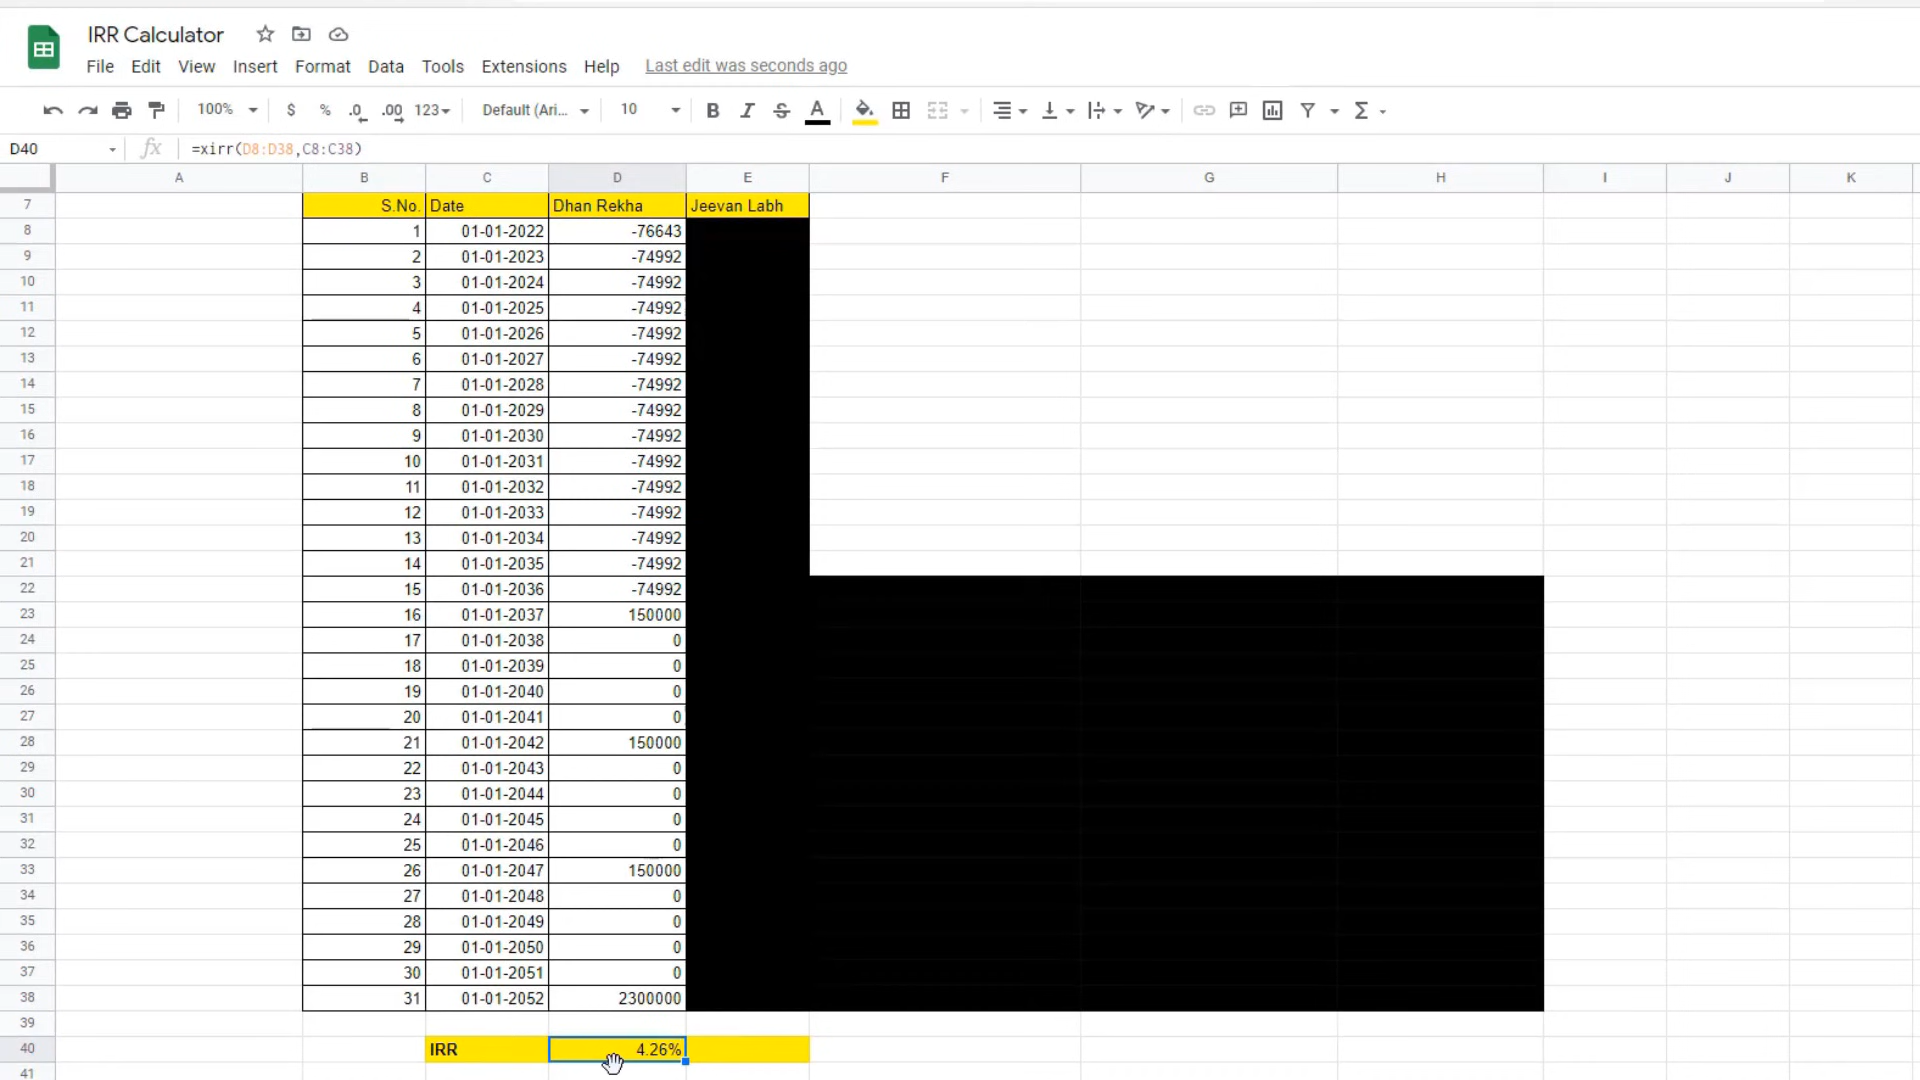 IRR Calculator
File Edit View Insert Format Data Tools Extensions Help Last edit was seconds ago
100% $ % .0 .00 123 Default (Ari... 10 B I S A
D40 fx =xirr(D8:D38,C8:C38)
A B C D E F G H I J K
7 S.No. Date Dhan Rekha Jeevan Labh
8 1 01-01-2022 -76643
9 2 01-01-2023 -74992
10 3 01-01-2024 -74992
11 4 01-01-2025 -74992
12 5 01-01-2026 -74992
13 6 01-01-2027 -74992
14 7 01-01-2028 -74992
15 8 01-01-2029 -74992
16 9 01-01-2030 -74992
17 10 01-01-2031 -74992
18 11 01-01-2032 -74992
19 12 01-01-2033 -74992
20 13 01-01-2034 -74992
21 14 01-01-2035 -74992
22 15 01-01-2036 -74992
23 16 01-01-2037 150000
24 17 01-01-2038 0
25 18 01-01-2039 0
26 19 01-01-2040 0
27 20 01-01-2041 0
28 21 01-01-2042 150000
29 22 01-01-2043 0
30 23 01-01-2044 0
31 24 01-01-2045 0
32 25 01-01-2046 0
33 26 01-01-2047 150000
34 27 01-01-2048 0
35 28 01-01-2049 0
36 29 01-01-2050 0
37 30 01-01-2051 0
38 31 01-01-2052 2300000
39
40 IRR 4.26%
41